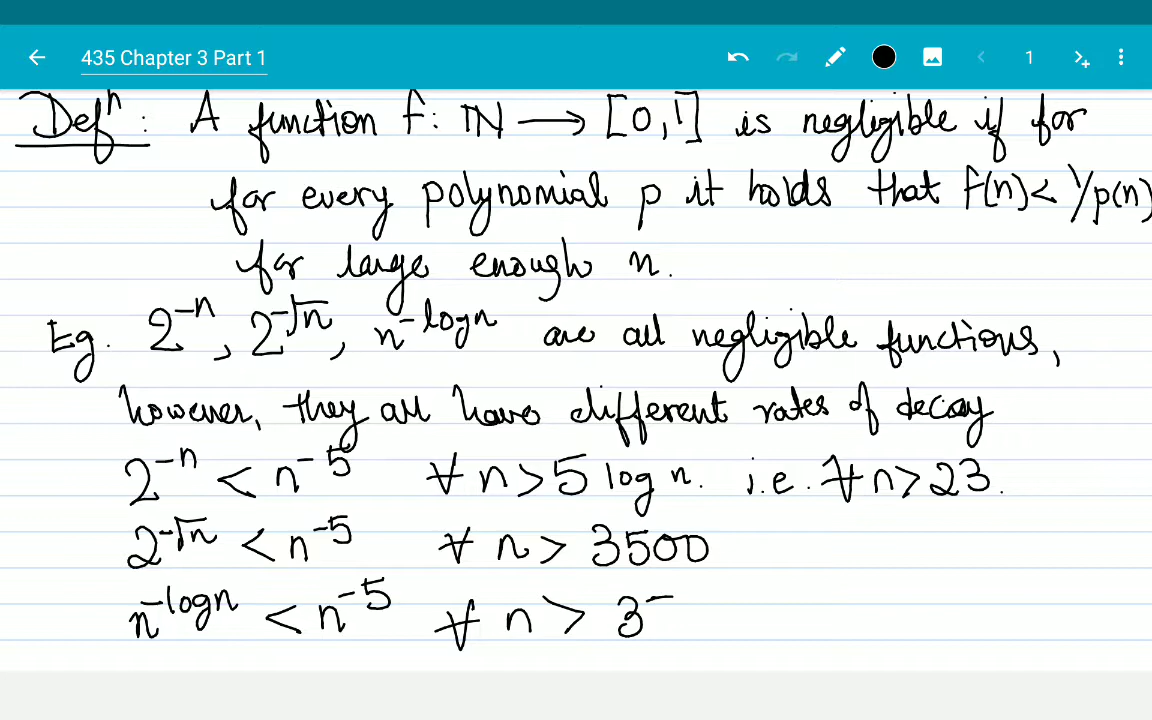 435 Chapter 3 Part 1
1
Defⁿ: A function f: ℕ ⟶ [0,1] is negligible if for
for every polynomial p it holds that f(n) < 1/p(n)
for large enough n.
Eg. 2^{-n}, 2^{-√n}, n^{-log n} are all negligible functions,
however, they all have different rates of decay
2^{-n} < n^{-5} ∀ n > 5 log n. i.e. ∀ n > 23.
2^{-√n} < n^{-5} ∀ n > 3500
n^{-log n} < n^{-5} ∀ n > 3